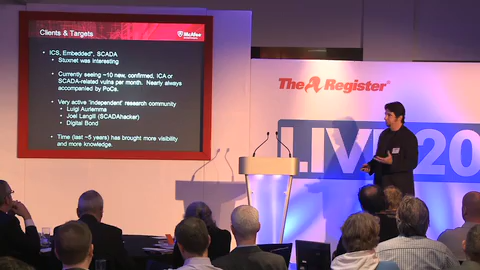 Clients & Targets
McAfee
ICS, Embedded*, SCADA
Stuxnet was interesting
Currently seeing ~10 new, confirmed, ICA or
SCADA-related vulns per month. Nearly always
accompanied by PoCs.
Very active 'independent' research community
Luigi Auriemma
Joel Langill (SCADAhacker)
Digital Bond
Time (last ~5 years) has brought more visibility
and more knowledge.
The Register®
LIVE 20